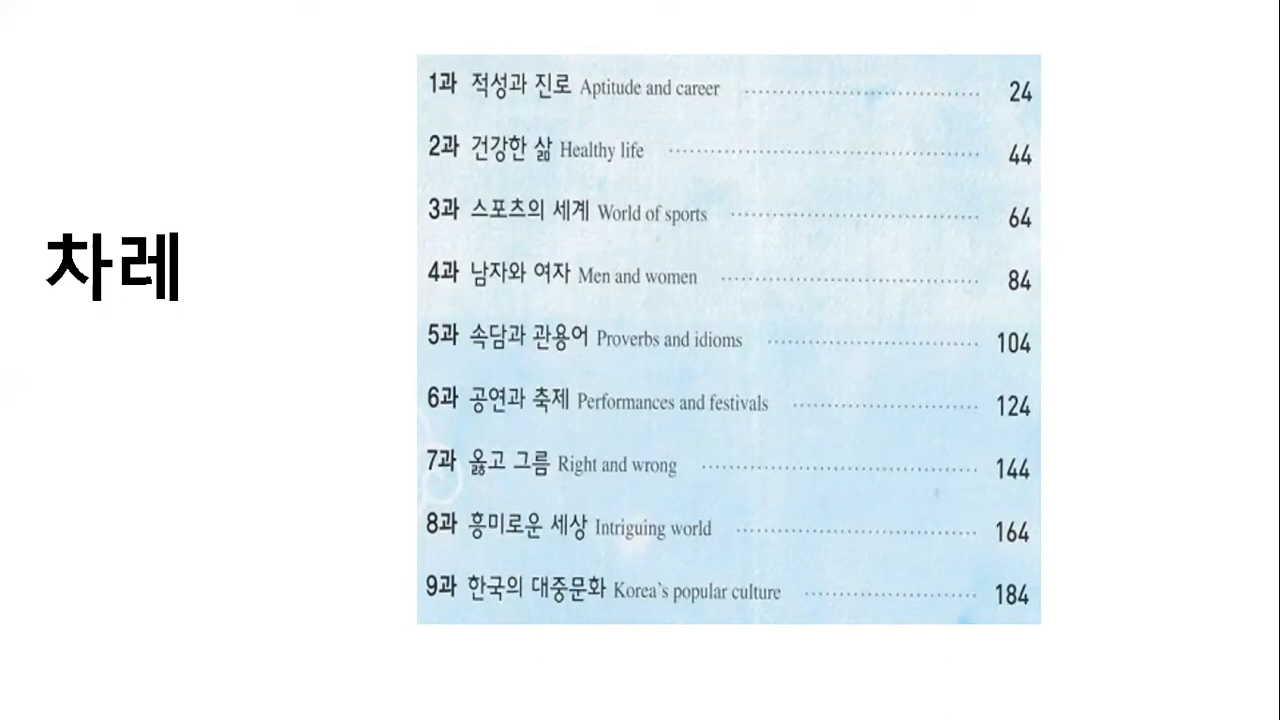 차레
1과 적성과 진로 Aptitude and career 24
2과 건강한 삶 Healthy life 44
3과 스포츠의 세계 World of sports 64
4과 남자와 여자 Men and women 84
5과 속담과 관용어 Proverbs and idioms 104
6과 공연과 축제 Performances and festivals 124
7과 옳고 그름 Right and wrong 144
8과 흥미로운 세상 Intriguing world 164
9과 한국의 대중문화 Korea's popular culture 184